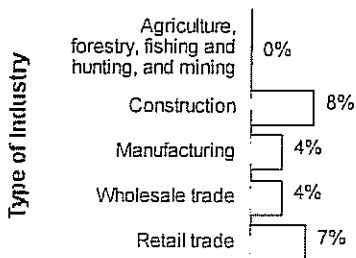 Type of Industry
Agriculture,
forestry, fishing and
hunting, and mining
0%
Construction
8%
Manufacturing
4%
Wholesale trade
4%
Retail trade
7%